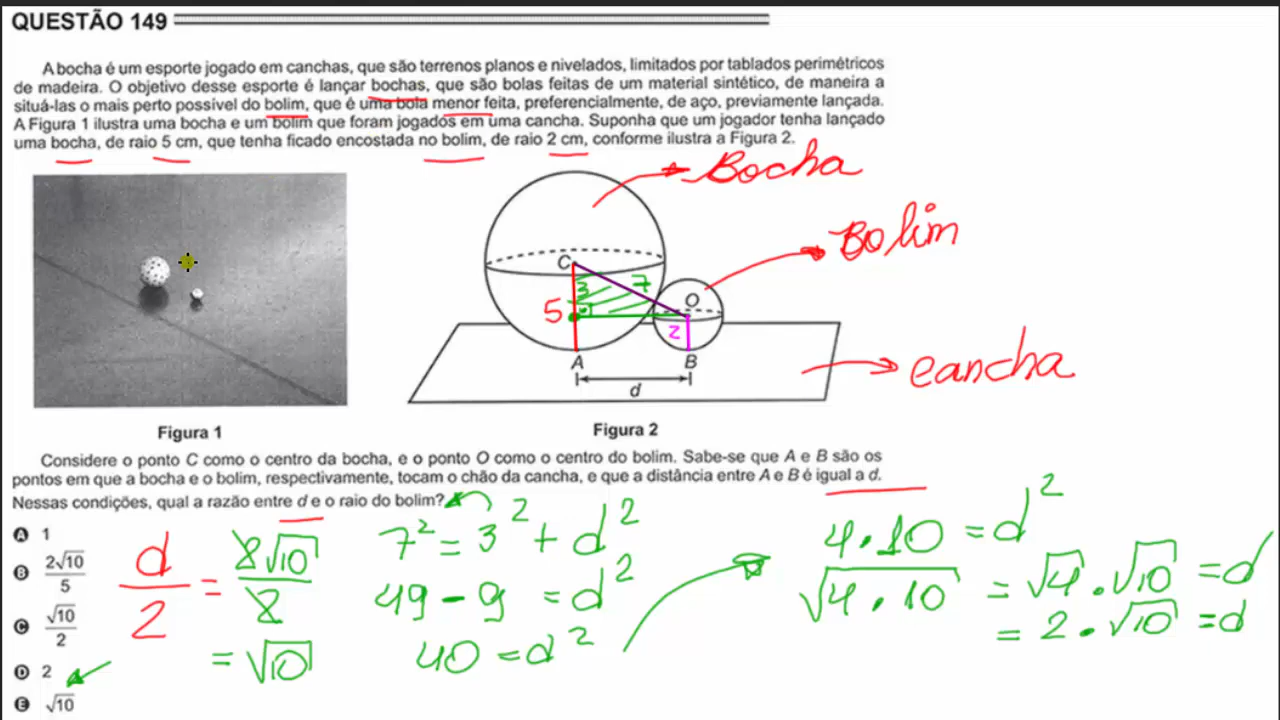 QUESTÃO 149
A bocha é um esporte jogado em canchas, que são terrenos planos e nivelados, limitados por tablados perimétricos
de madeira. O objetivo desse esporte é lançar bochas, que são bolas feitas de um material sintético, de maneira a
situá-las o mais perto possível do bolim, que é uma bola menor feita, preferencialmente, de aço, previamente lançada.
A Figura 1 ilustra uma bocha e um bolim que foram jogados em uma cancha. Suponha que um jogador tenha lançado
uma bocha, de raio 5 cm, que tenha ficado encostada no bolim, de raio 2 cm, conforme ilustra a Figura 2.
Bocha
Bolim
C
3
7
5
O
2
A
B
d
cancha
Figura 1
Figura 2
Considere o ponto C como o centro da bocha, e o ponto O como o centro do bolim. Sabe-se que A e B são os
pontos em que a bocha e o bolim, respectivamente, tocam o chão da cancha, e que a distância entre A e B é igual a d.
Nessas condições, qual a razão entre d e o raio do bolim?
A 1
B 2√10/5
C √10/2
D 2
E √10
d/2 = 2√10/2
= √10
7² = 3² + d²
49 - 9 = d²
40 = d²
4·10 = d²
√4·10 = √4·√10 = d
= 2·√10 = d